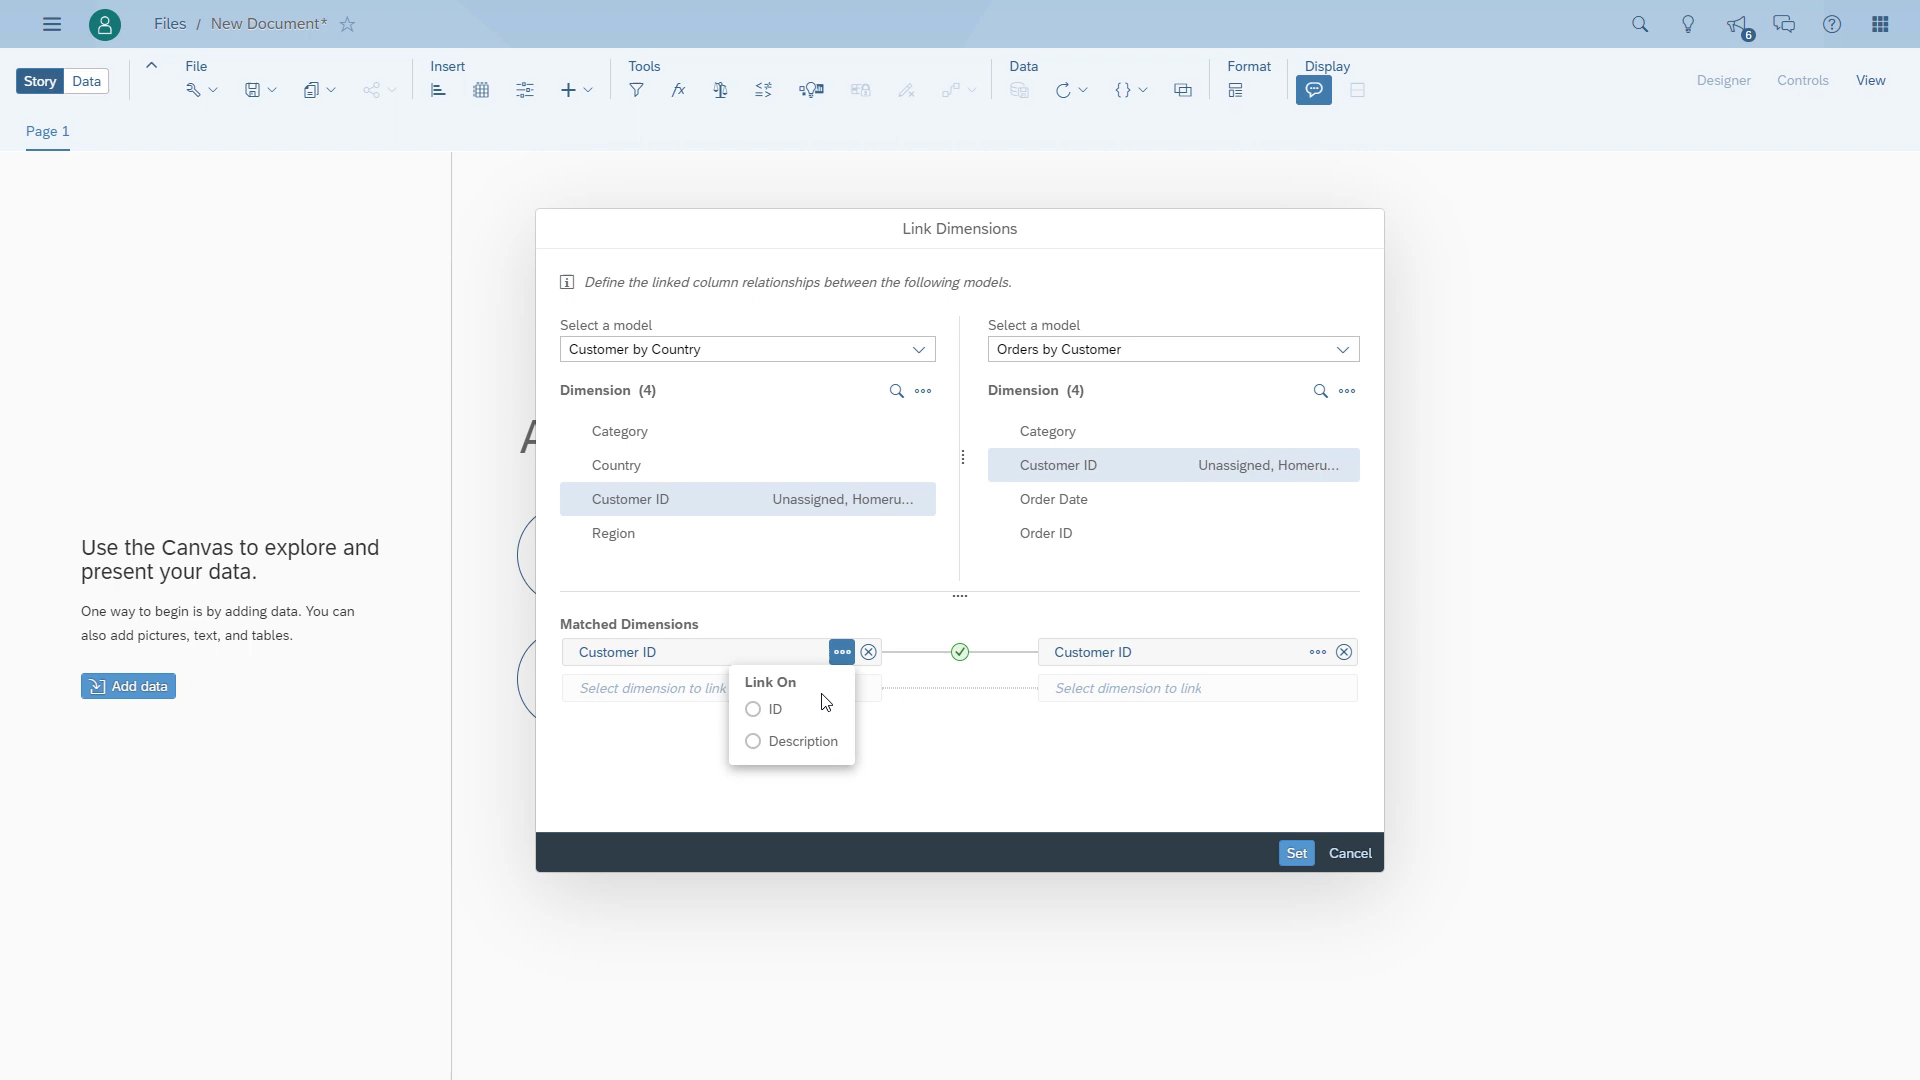 Files / New Document*
6
Story Data
File
Insert
Tools
Data
Format
Display
Designer Controls View
Page 1
Link Dimensions
Define the linked column relationships between the following models.
Select a model
Customer by Country
Select a model
Orders by Customer
Dimension (4)
Category
Country
Customer ID Unassigned, Homeru...
Region
Dimension (4)
Category
Customer ID Unassigned, Homeru...
Order Date
Order ID
A
Use the Canvas to explore and
present your data.
One way to begin is by adding data. You can
also add pictures, text, and tables.
Add data
Matched Dimensions
Customer ID
Customer ID
Select dimension to link
Select dimension to link
Link On
ID
Description
Set Cancel